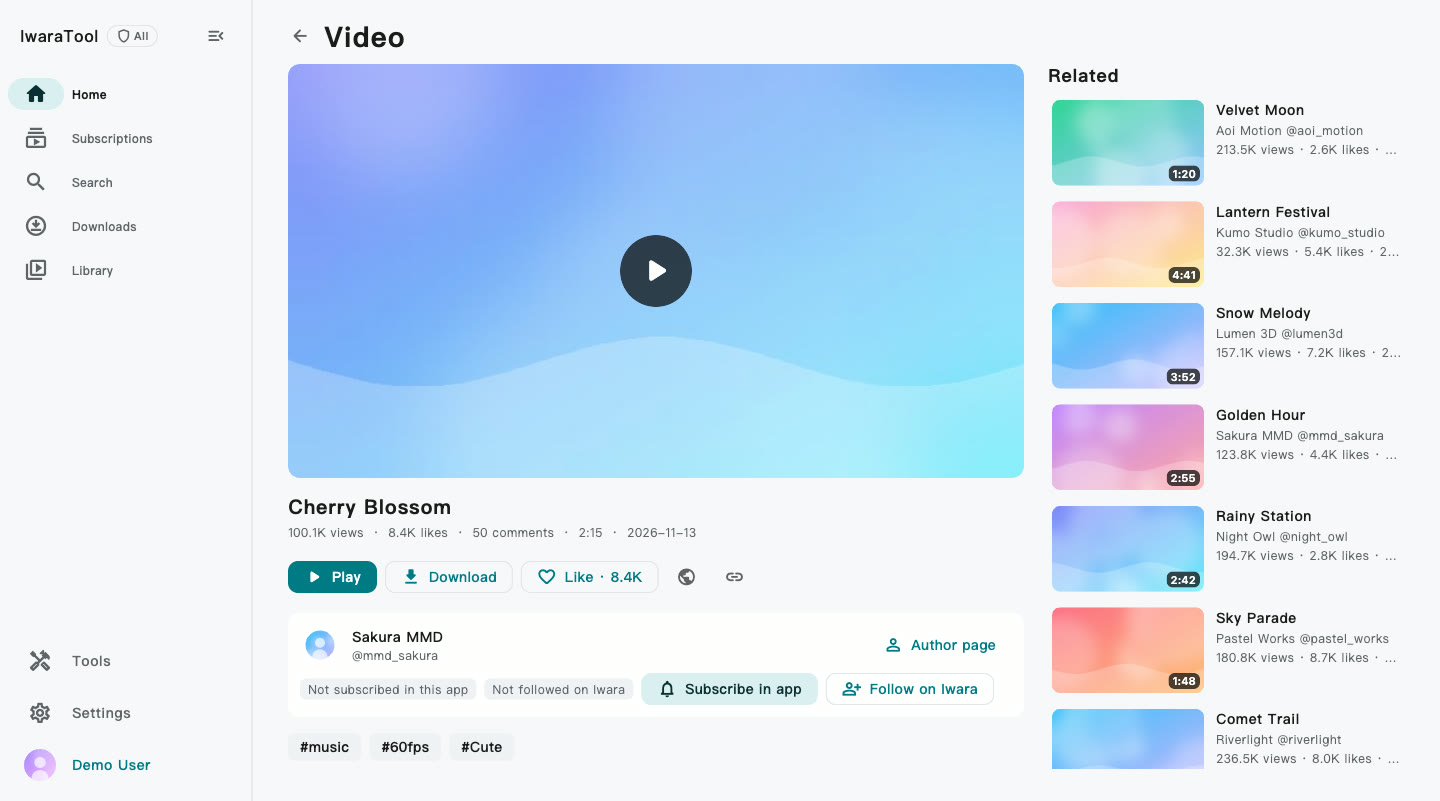 IwaraTool All
Home
Subscriptions
Search
Downloads
Library
Tools
Settings
Demo User
Video
Cherry Blossom
100.1K views · 8.4K likes · 50 comments · 2:15 · 2026–11–13
Play Download Like · 8.4K
Sakura MMD
@mmd_sakura
Author page
Not subscribed in this app Not followed on Iwara Subscribe in app Follow on Iwara
#music #60fps #Cute
Related
1:20
Velvet Moon
Aoi Motion @aoi_motion
213.5K views · 2.6K likes · ...
4:41
Lantern Festival
Kumo Studio @kumo_studio
32.3K views · 5.4K likes · 2...
3:52
Snow Melody
Lumen 3D @lumen3d
157.1K views · 7.2K likes · 2...
2:55
Golden Hour
Sakura MMD @mmd_sakura
123.8K views · 4.4K likes · ...
2:42
Rainy Station
Night Owl @night_owl
194.7K views · 2.8K likes · ...
1:48
Sky Parade
Pastel Works @pastel_works
180.8K views · 8.7K likes · ...
Comet Trail
Riverlight @riverlight
236.5K views · 8.0K likes · ...